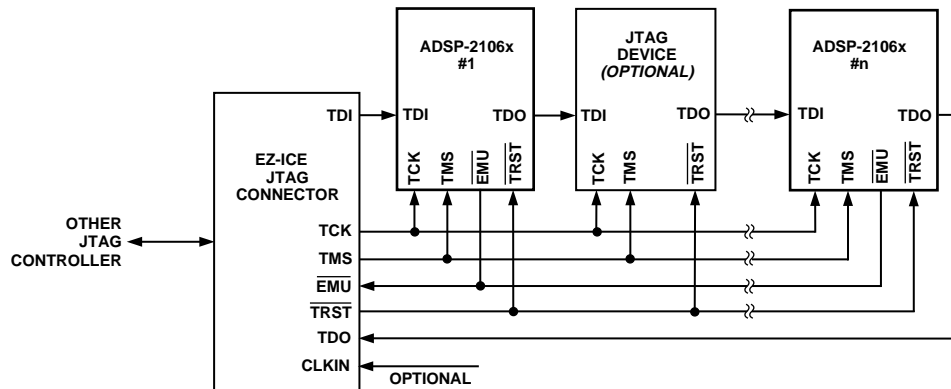 ADSP-2106x
#1
TDI
TDO
TCK
TMS
EMU
TRST
JTAG
DEVICE
(OPTIONAL)
TDI
TDO
TCK
TMS
TRST
ADSP-2106x
#n
TDI
TDO
TCK
TMS
EMU
TRST
OTHER
JTAG
CONTROLLER
TDI
EZ-ICE
JTAG
CONNECTOR
TCK
TMS
EMU
TRST
TDO
CLKIN
OPTIONAL